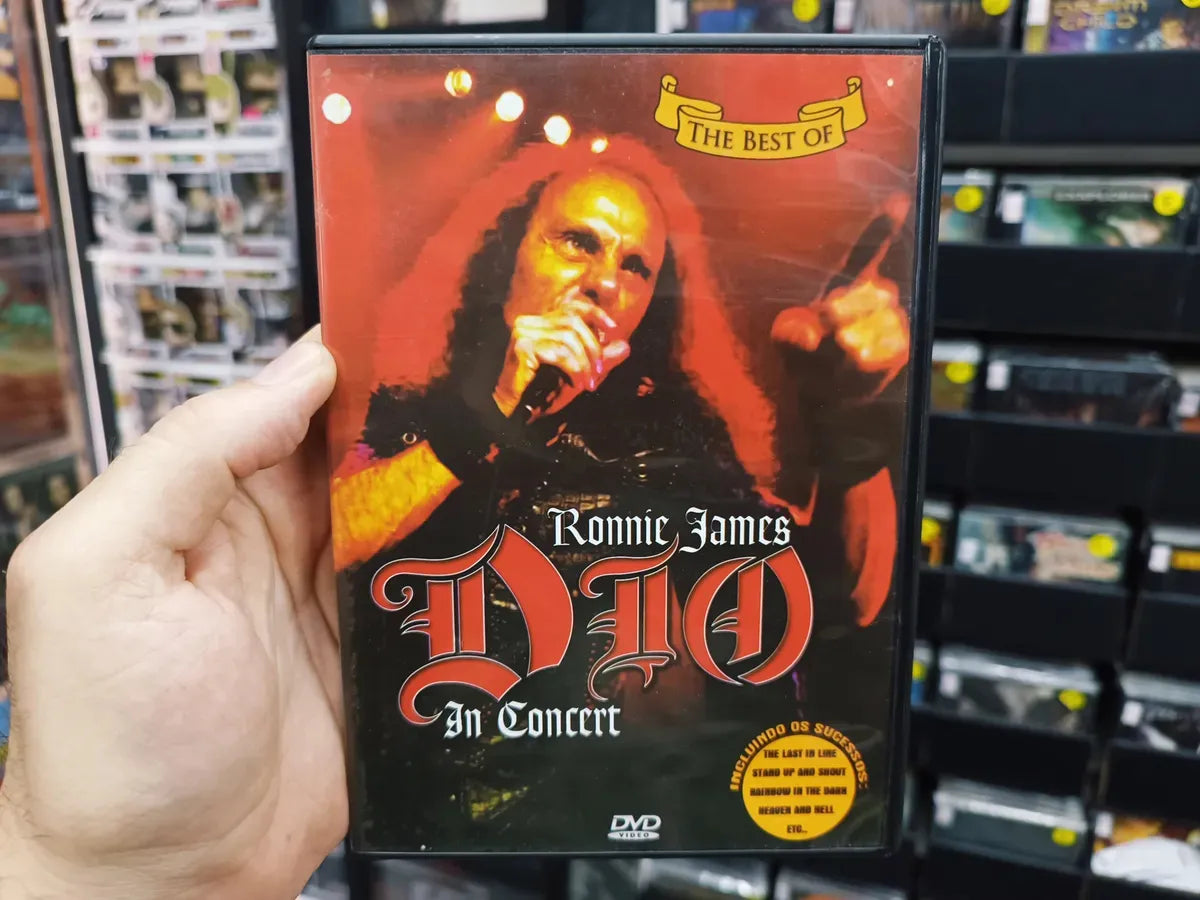 THE BEST OF
Ronnie James
DIO
In Concert
INCLUINDO OS SUCESSOS:
THE LAST IN LINE
STAND UP AND SHOUT
RAINBOW IN THE DARK
HEAVEN AND HELL
ETC..
DVD
VIDEO